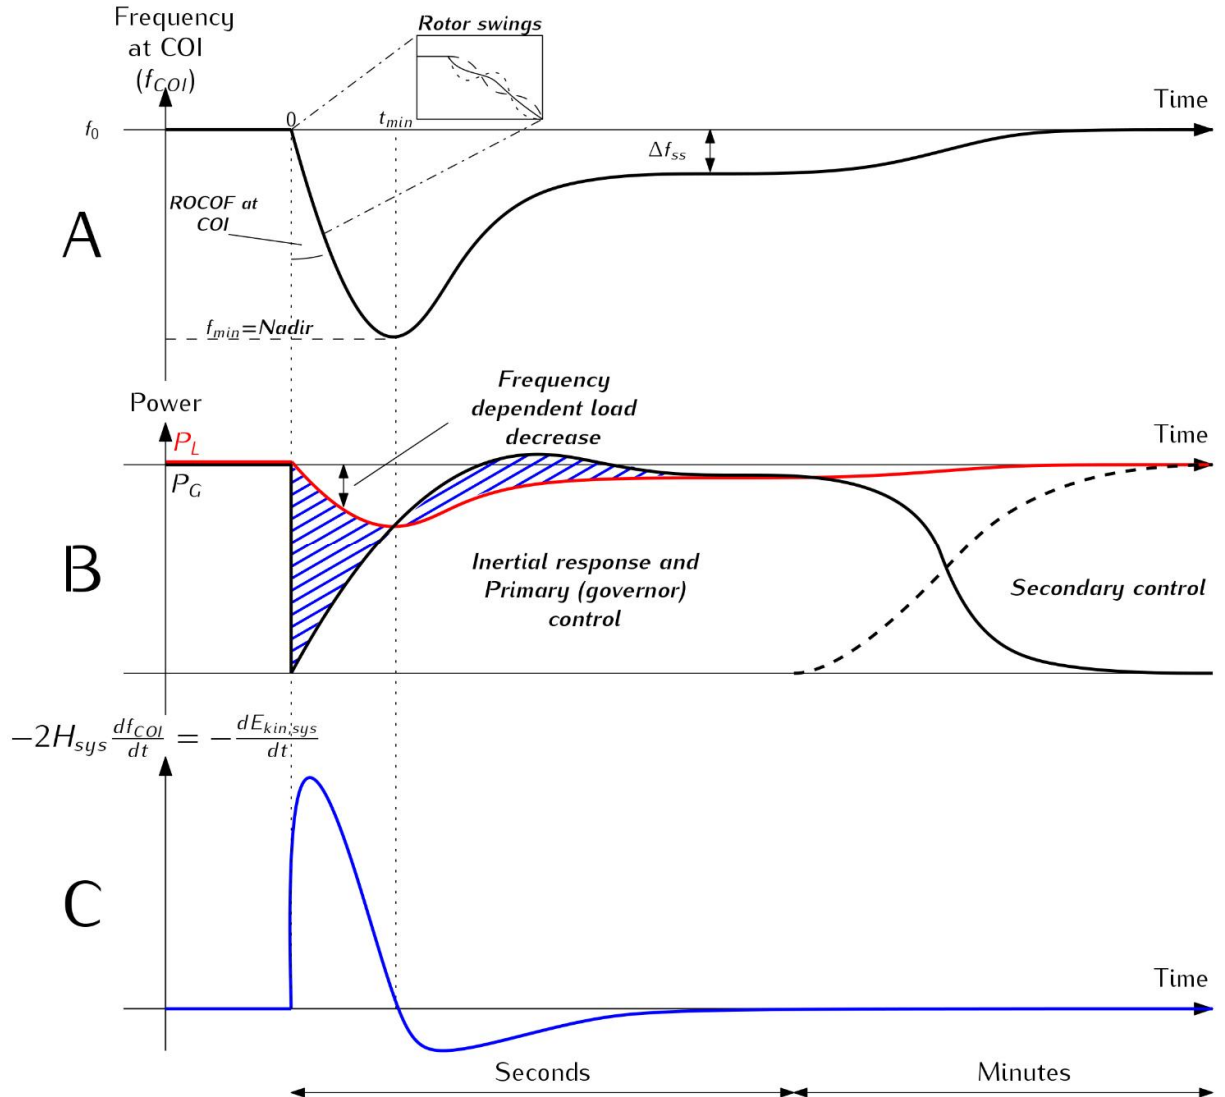 Frequency
at COI
(f_COI)
Rotor swings
0
t_min
Time
f_0
Δf_ss
ROCOF at
COI
A
f_min=Nadir
Power
Frequency
dependent load
decrease
Time
P_L
P_G
B
Inertial response and
Primary (governor)
control
Secondary control
−2H_sys df_COI/dt = −dE_kin,sys/dt
C
Time
Seconds
Minutes